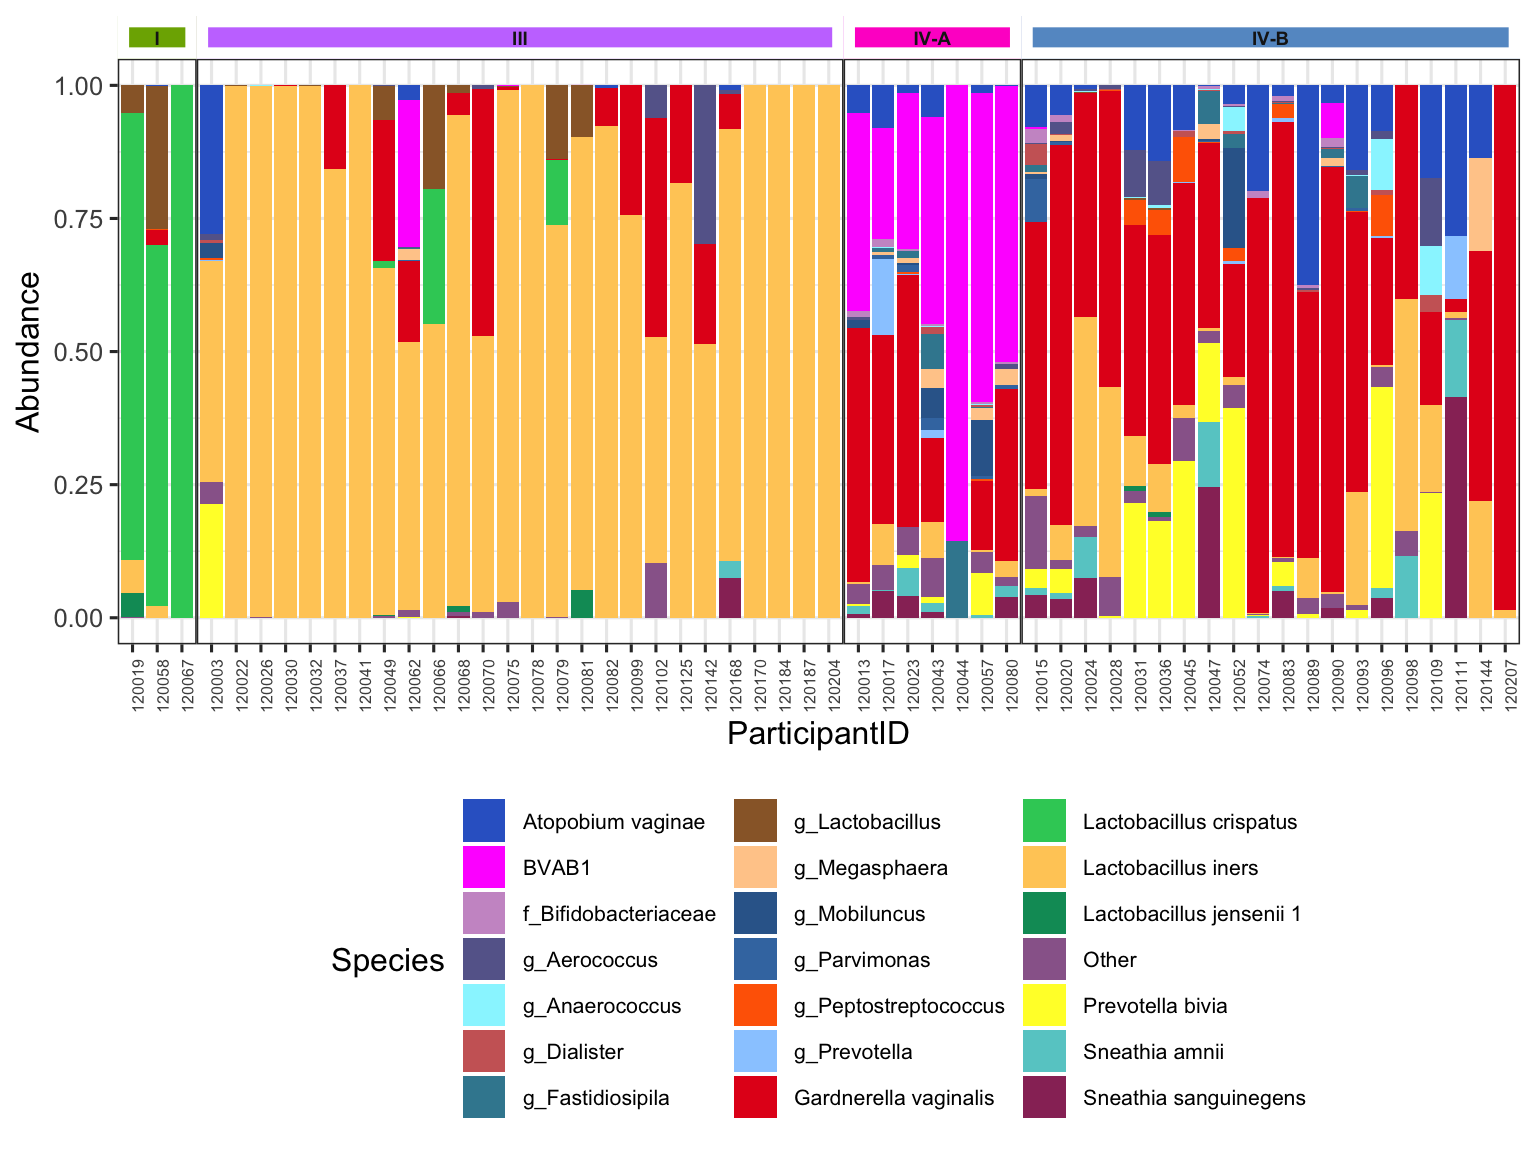 I III IV-A IV-B
Abundance
1.00
0.75
0.50
0.25
0.00
120019 120058 120067 120003 120022 120026 120030 120032 120037 120041 120049 120062 120066 120068 120070 120075 120078 120079 120081 120082 120099 120102 120125 120142 120168 120170 120184 120187 120204 120013 120017 120023 120043 120044 120057 120080 120015 120020 120024 120028 120031 120036 120045 120047 120052 120074 120083 120089 120090 120093 120096 120098 120109 120111 120144 120207
ParticipantID
Species
Atopobium vaginae
BVAB1
f_Bifidobacteriaceae
g_Aerococcus
g_Anaerococcus
g_Dialister
g_Fastidiosipila
g_Lactobacillus
g_Megasphaera
g_Mobiluncus
g_Parvimonas
g_Peptostreptococcus
g_Prevotella
Gardnerella vaginalis
Lactobacillus crispatus
Lactobacillus iners
Lactobacillus jensenii 1
Other
Prevotella bivia
Sneathia amnii
Sneathia sanguinegens